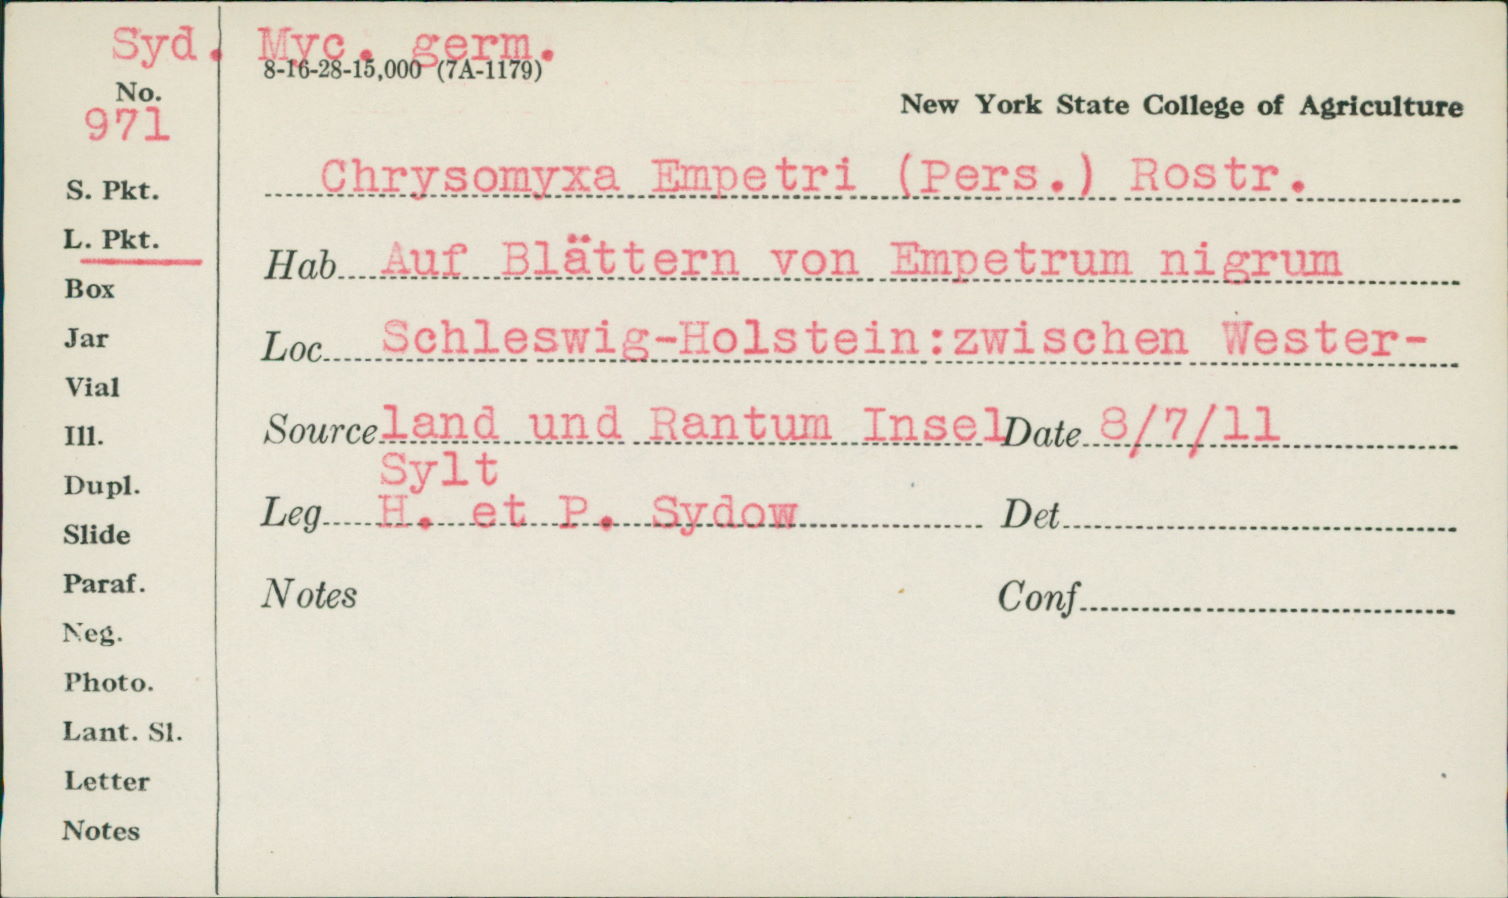 Syd. Myc. germ.
8-16-28-15,000 (7A-1179)
No.
971
New York State College of Agriculture
S. Pkt.
Chrysomyxa Empetri (Pers.) Rostr.
L. Pkt.
Hab Auf Blättern von Empetrum nigrum
Box
Jar
Loc Schleswig-Holstein:zwischen Wester-
Vial
Ill.
Source land und Rantum Insel Date 8/7/11
Sylt
Dupl.
Leg H. et P. Sydow Det
Slide
Paraf.
Notes Conf
Neg.
Photo.
Lant. Sl.
Letter
Notes